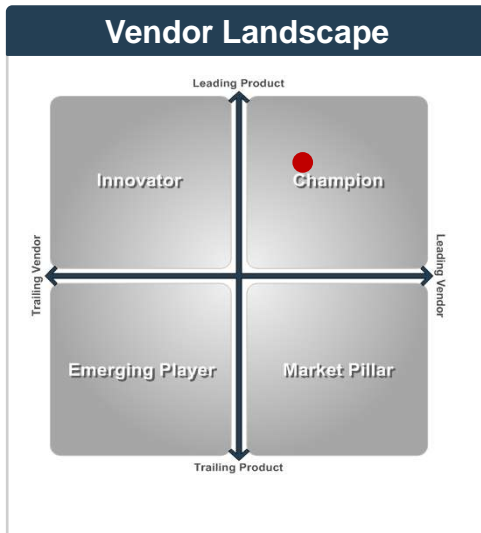 Vendor Landscape
Leading Product
Innovator
Champion
Trailing Vendor
Leading Vendor
Emerging Player
Market Pillar
Trailing Product